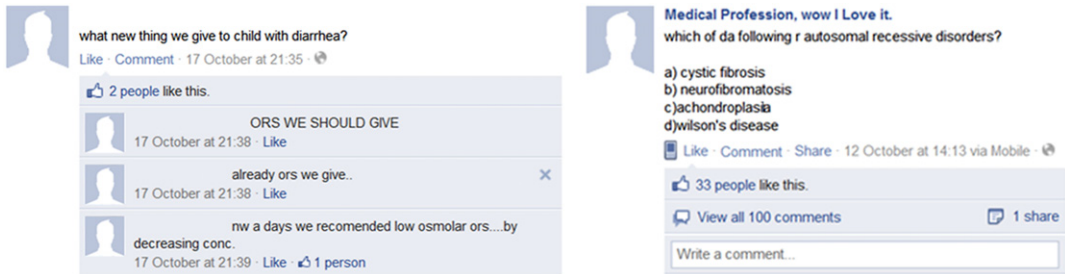 what new thing we give to child with diarrhea?
Like · Comment · 17 October at 21:35 ·
2 people like this.
ORS WE SHOULD GIVE
17 October at 21:38 · Like
already ors we give..
17 October at 21:38 · Like
nw a days we recomended low osmolar ors....by
decreasing conc.
17 October at 21:39 · Like · 1 person
Medical Profession, wow I Love it.
which of da following r autosomal recessive disorders?
a) cystic fibrosis
b) neurofibromatosis
c)achondroplasia
d)wilson's disease
Like · Comment · Share · 12 October at 14:13 via Mobile ·
33 people like this.
View all 100 comments
1 share
Write a comment...